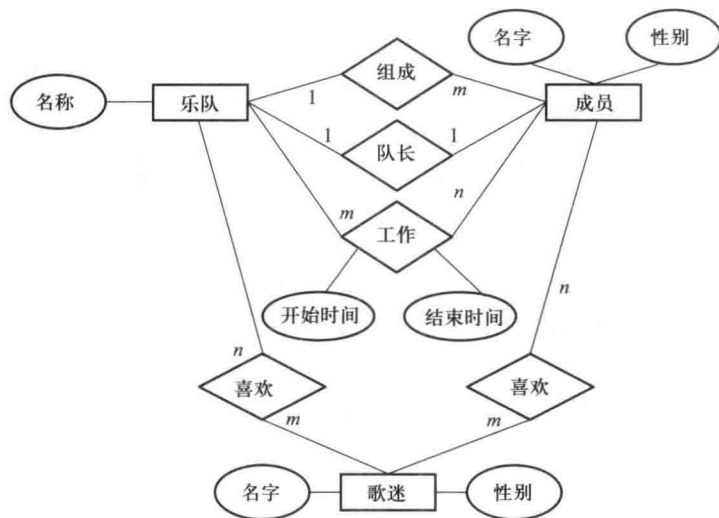 名字
性别
组成
名称
乐队
1
m
成员
1
队长
1
m
n
工作
开始时间
结束时间
n
n
喜欢
喜欢
m
m
名字
歌迷
性别